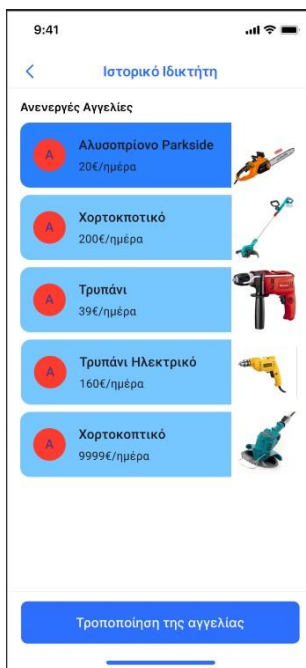 9:41
Ιστορικό Ιδικτήτη
Ανενεργές Αγγελίες
Α
Αλυσοπρίονο Parkside
20€/ημέρα
Α
Χορτοκποτικό
200€/ημέρα
Α
Τρυπάνι
39€/ημέρα
Α
Τρυπάνι Ηλεκτρικό
160€/ημέρα
Α
Χορτοκοπτικό
9999€/ημέρα
Τροποποίηση της αγγελίας